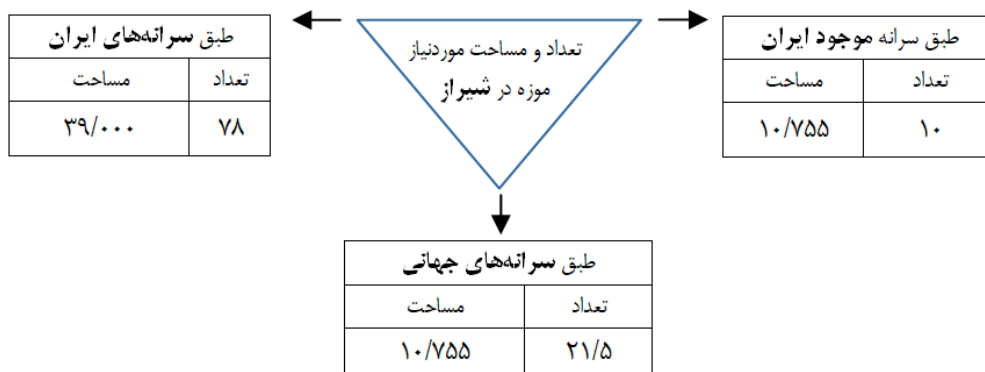 طبق سرانه موجود ایران
تعداد مساحت
۱۰ ۱۰/۷۵۵
تعداد و مساحت موردنیاز
موزه در شیراز
طبق سرانه‌های ایران
تعداد مساحت
۷۸ ۳۹/۰۰۰
طبق سرانه‌های جهانی
تعداد مساحت
۲۱/۵ ۱۰/۷۵۵